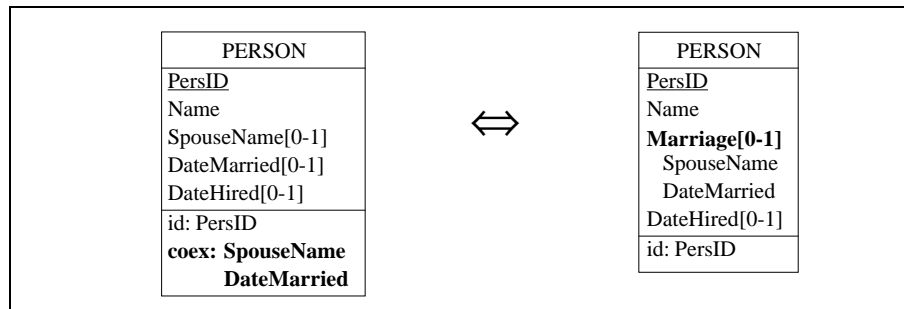 PERSON
PersID
Name
SpouseName[0-1]
DateMarried[0-1]
DateHired[0-1]
id: PersID
coex: SpouseName
DateMarried
⇔
PERSON
PersID
Name
Marriage[0-1]
SpouseName
DateMarried
DateHired[0-1]
id: PersID